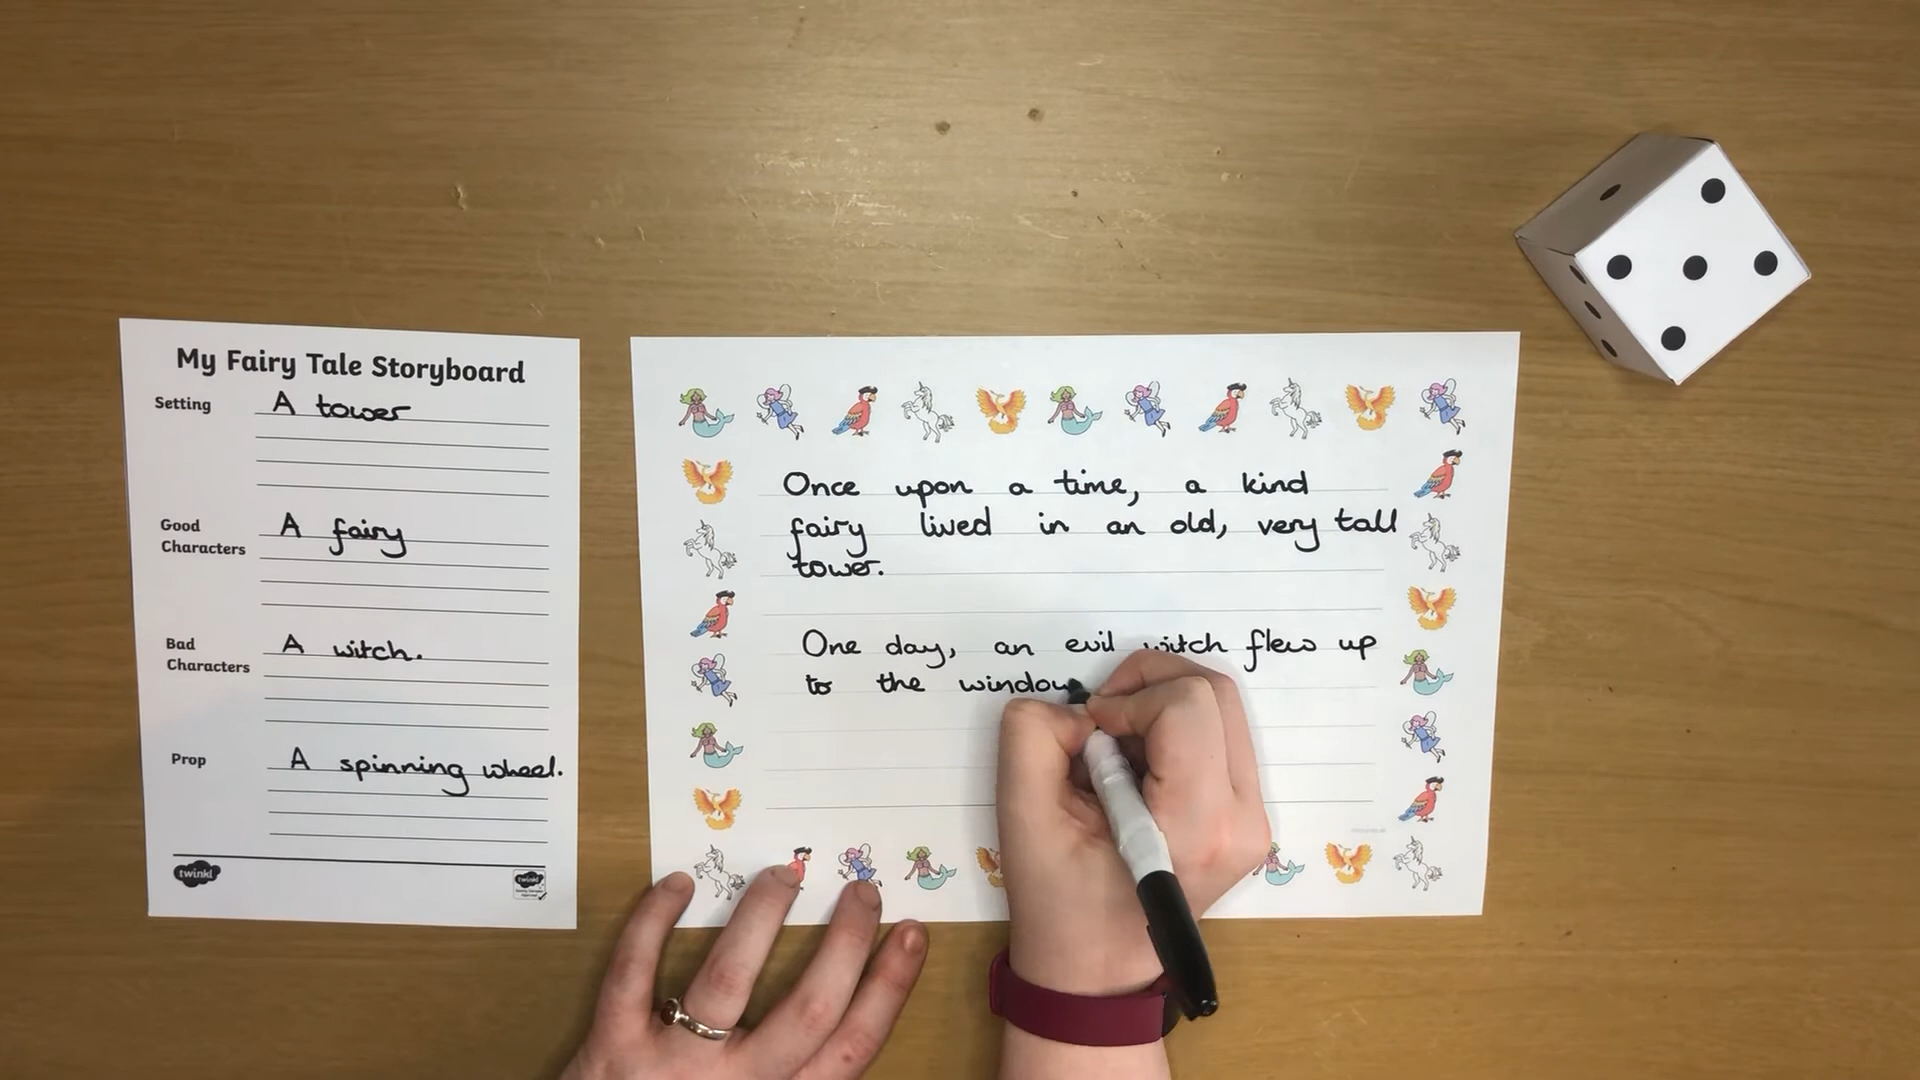 My Fairy Tale Storyboard
Setting
A tower
Good
Characters
A fairy
Bad
Characters
A witch.
Prop
A spinning wheel.
twinkl
twinkl
Once upon a time, a kind
fairy lived in an old, very tall
tower.
One day, an evil witch flew up
to the window